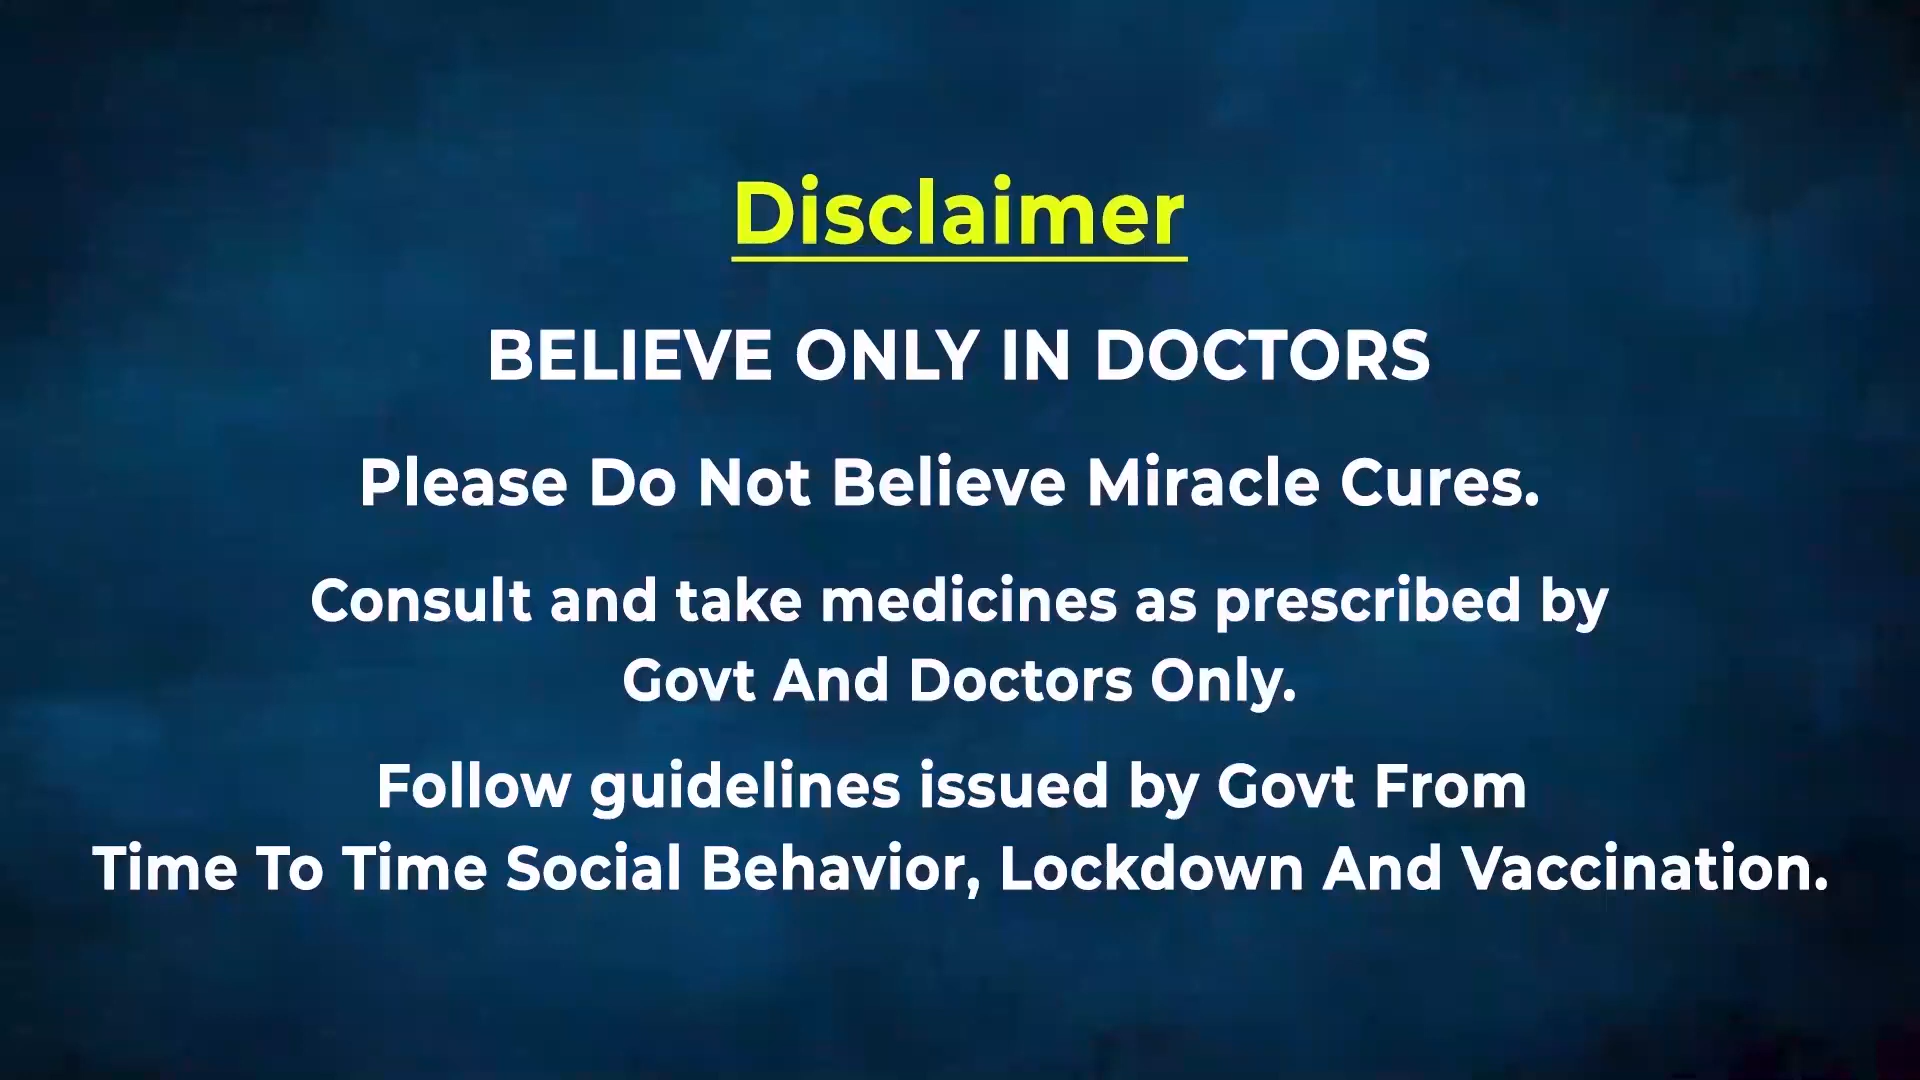 Disclaimer
BELIEVE ONLY IN DOCTORS
Please Do Not Believe Miracle Cures.
Consult and take medicines as prescribed by
Govt And Doctors Only.
Follow guidelines issued by Govt From
Time To Time Social Behavior, Lockdown And Vaccination.